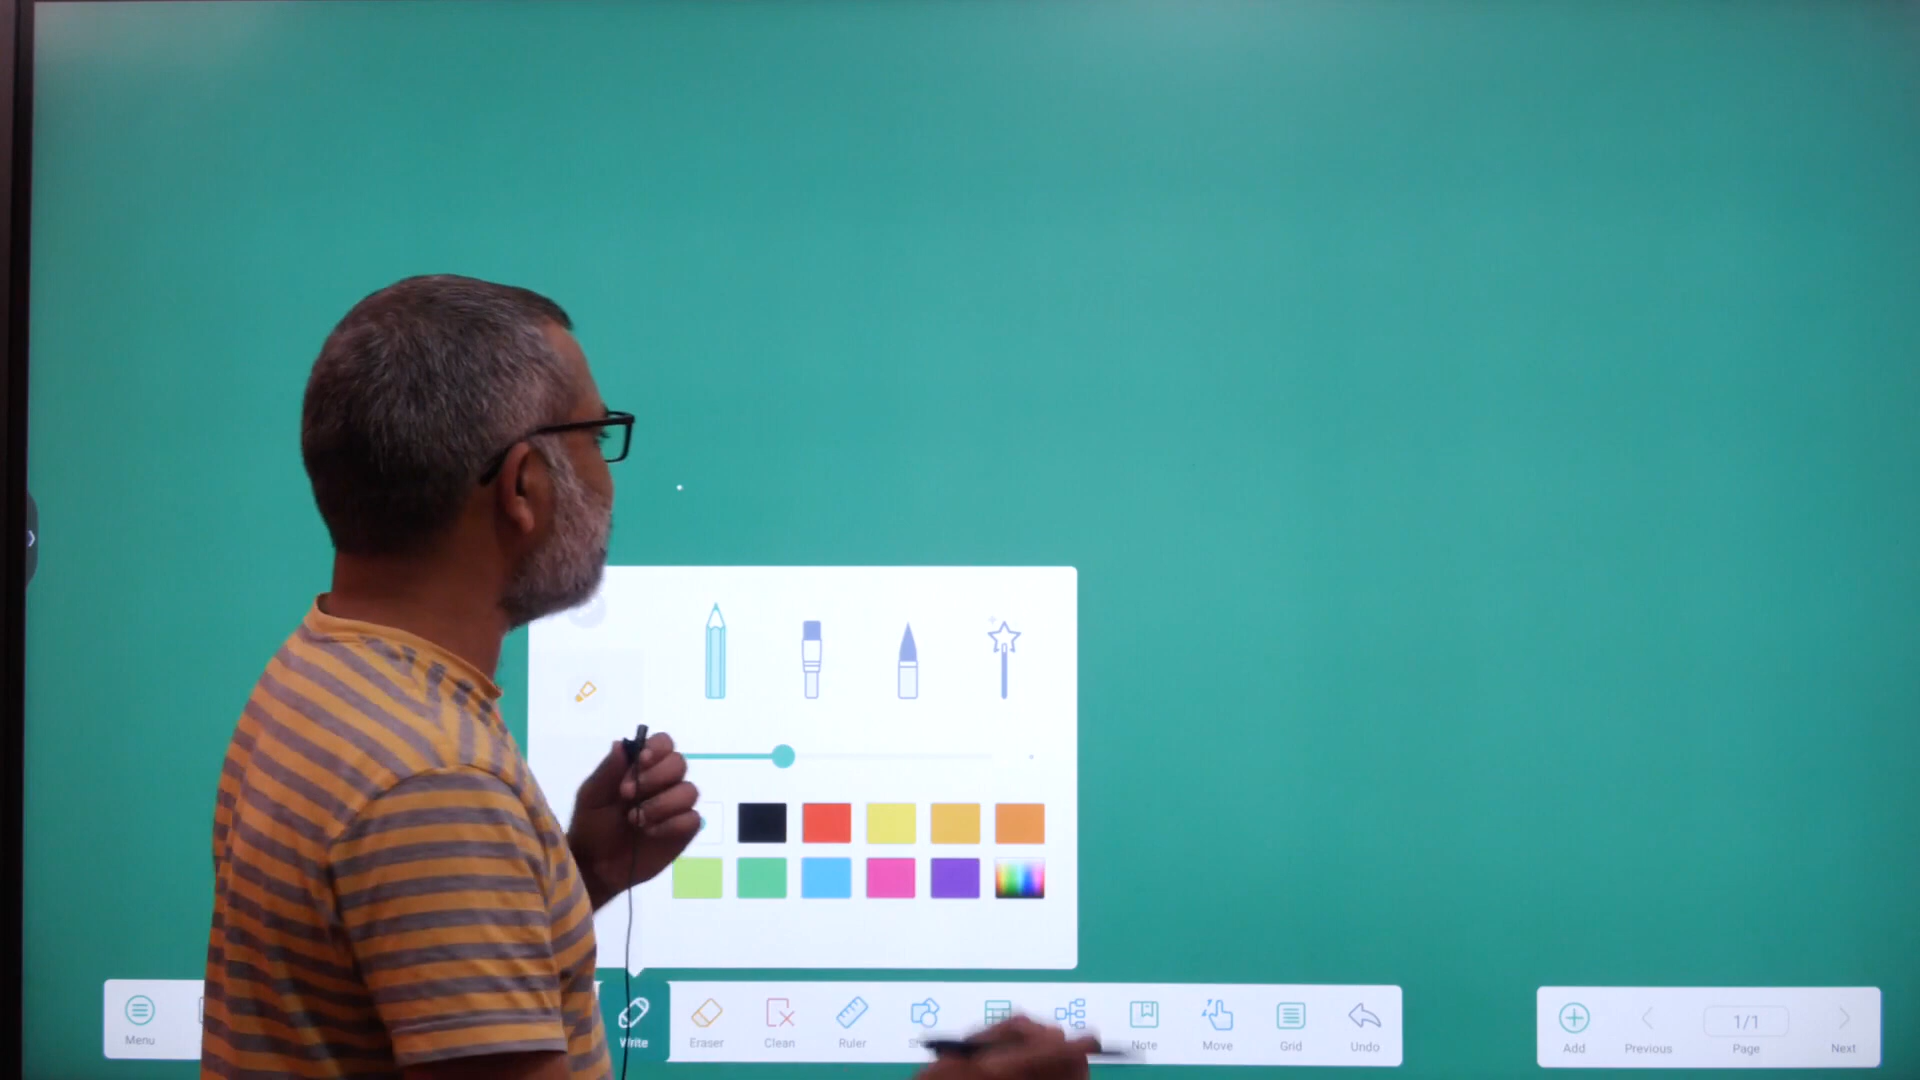 Menu
Write
Eraser
Clean
Ruler
Note
Move
Grid
Undo
Add
Previous
1/1
Page
Next